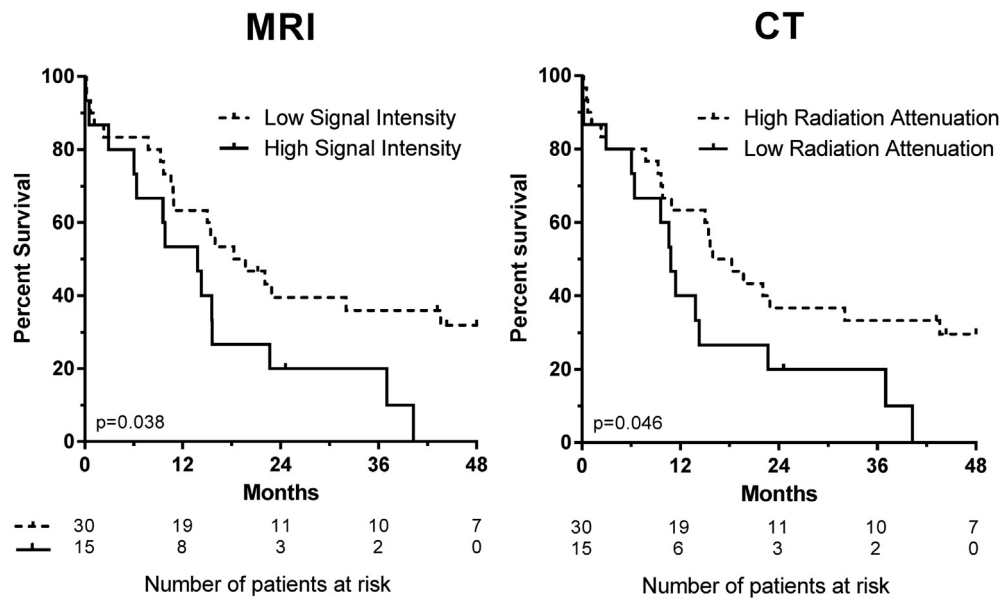 MRI
100
80
60
40
20
0
Percent Survival
Low Signal Intensity
High Signal Intensity
p=0.038
0 12 24 36 48
Months
30 19 11 10 7
15 8 3 2 0
Number of patients at risk
CT
100
80
60
40
20
0
Percent survival
High Radiation Attenuation
Low Radiation Attenuation
p=0.046
0 12 24 36 48
Months
30 19 11 10 7
15 6 3 2 0
Number of patients at risk